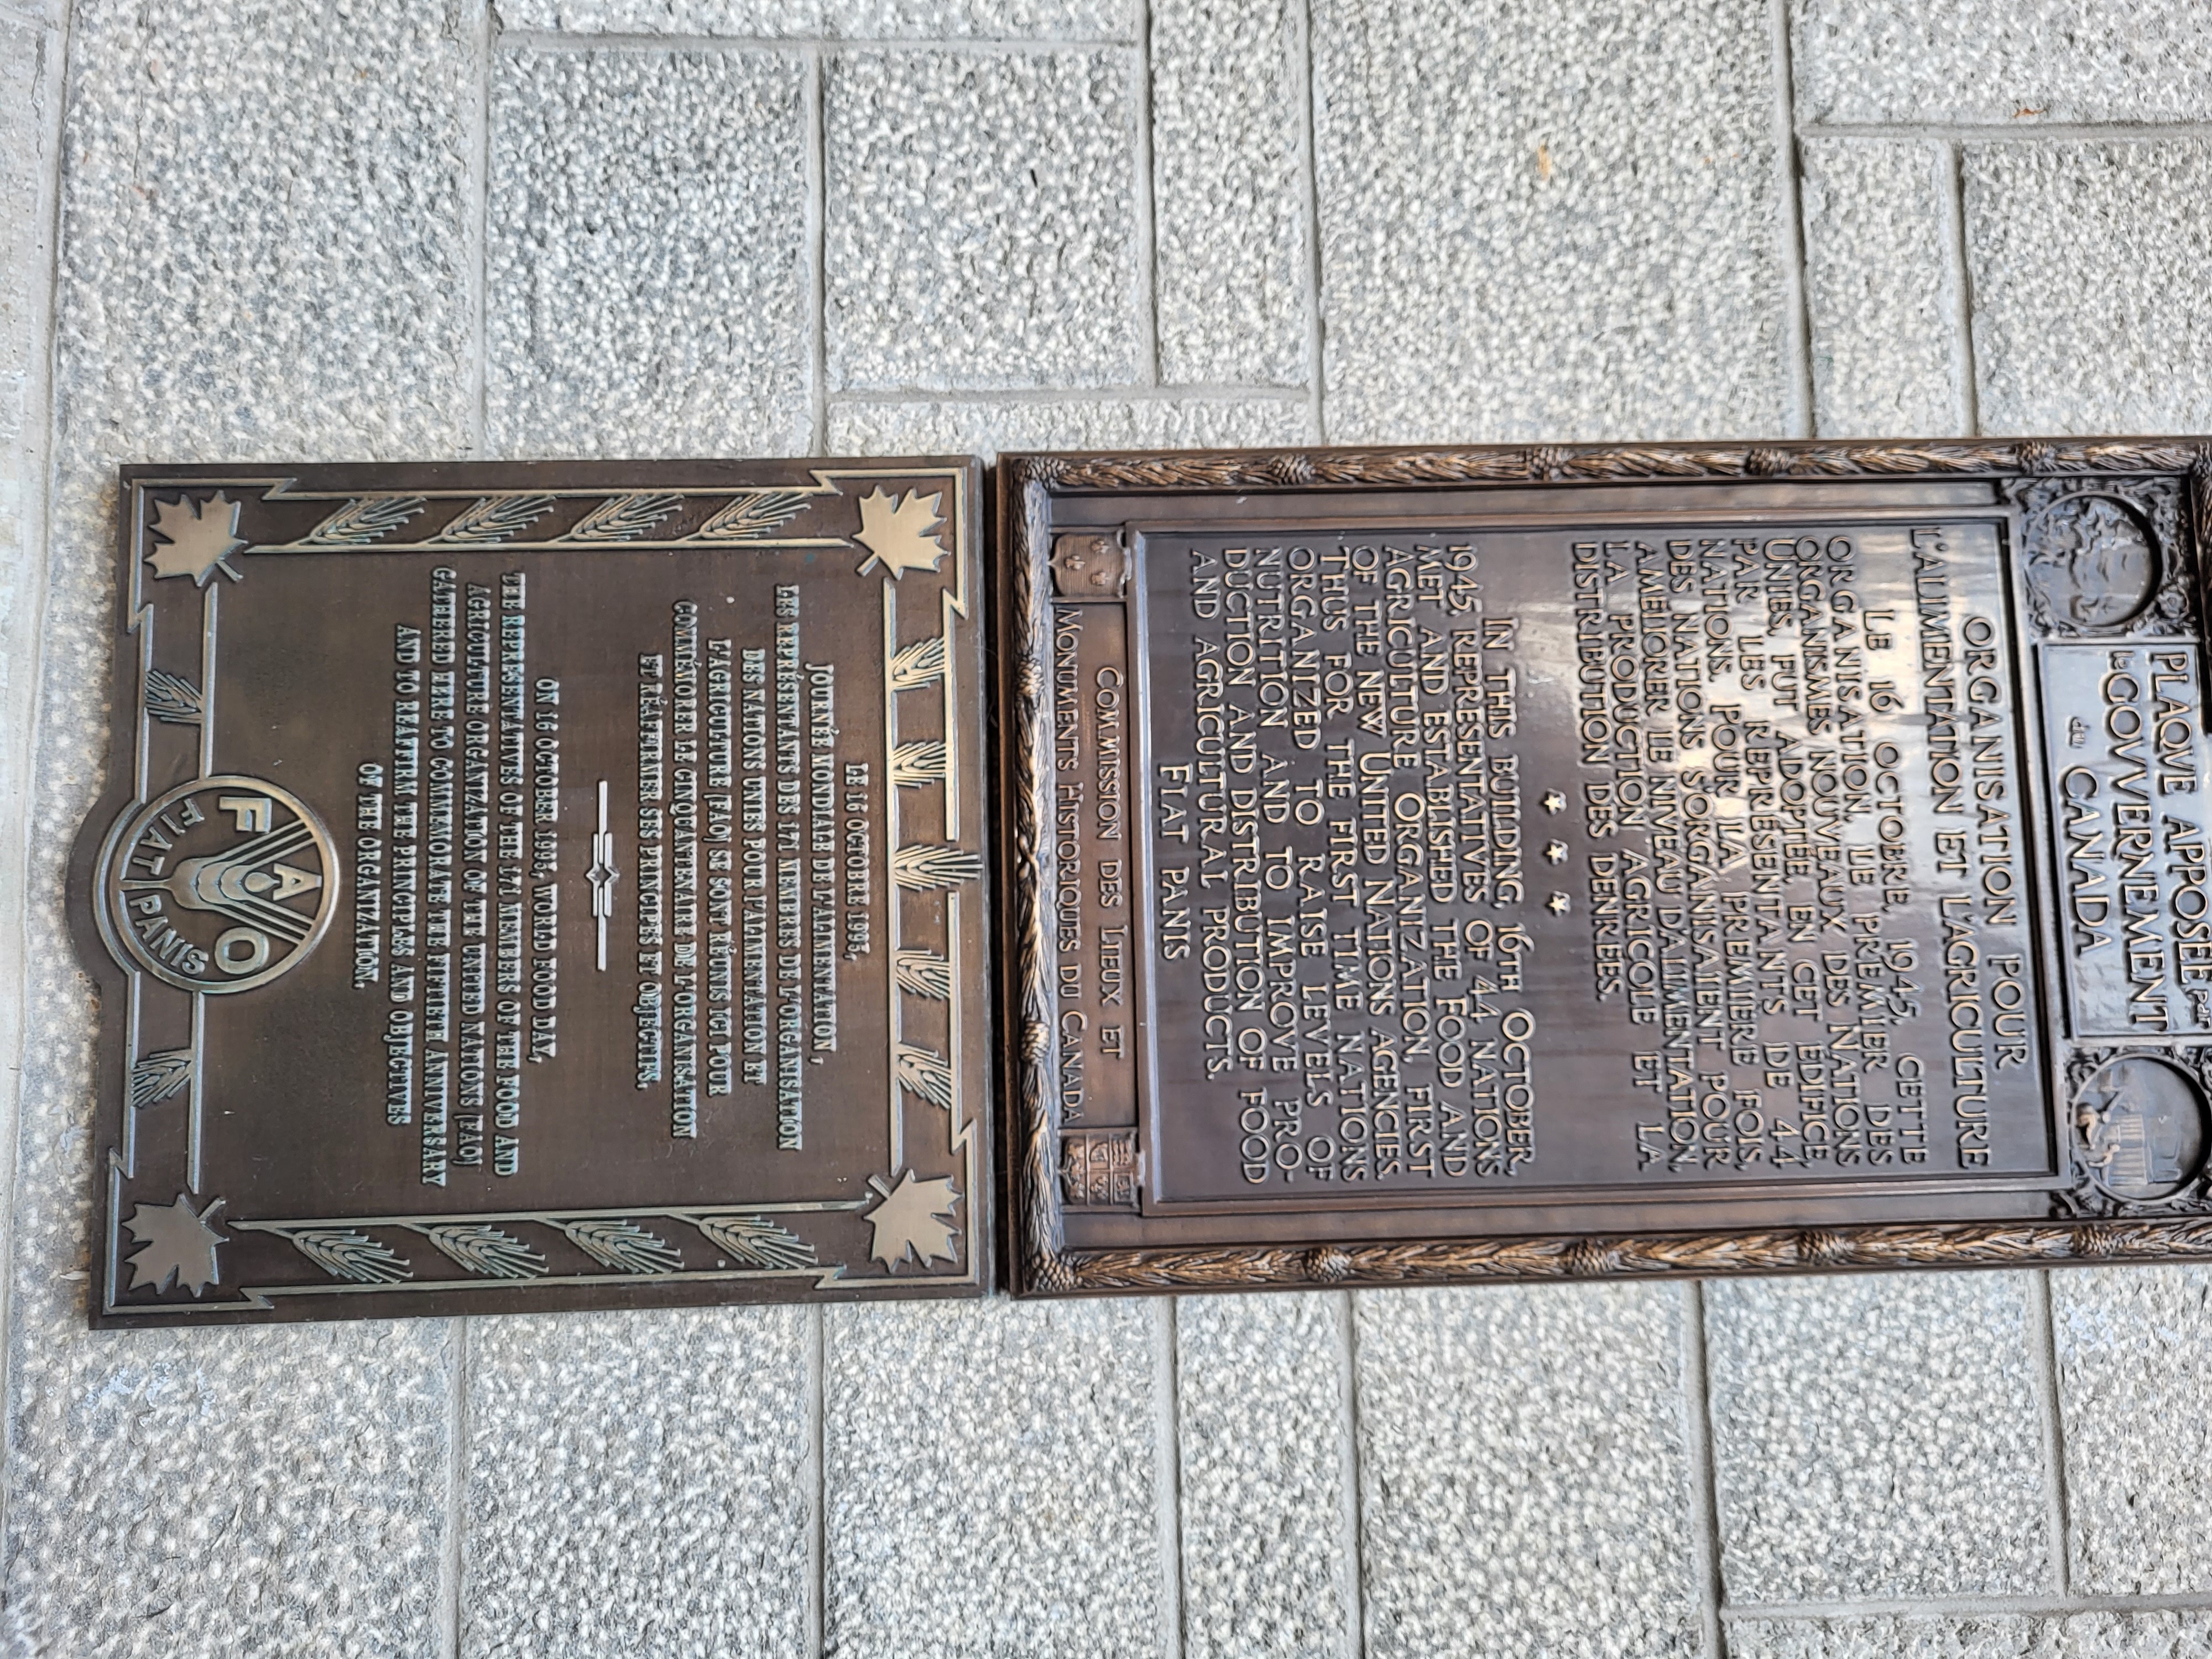 PLAQVE APPOSÉE par
le GOVVERNEMENT
du CANADA
ORGANISATION POUR
L'ALIMENTATION ET L'AGRICULTURE
LE 16 OCTOBRE, 1945, CETTE
ORGANISATION, LE PREMIER DES
ORGANISMES NOUVEAUX DES NATIONS
UNIES, FUT ADOPTÉE EN CET ÉDIFICE,
PAR LES REPRÉSENTANTS DE 44
NATIONS. POUR LA PREMIÈRE FOIS,
DES NATIONS S'ORGANISAIENT POUR
AMÉLIORER LE NIVEAU D'ALIMENTATION,
LA PRODUCTION AGRICOLE ET LA
DISTRIBUTION DES DENRÉES.
IN THIS BUILDING, 16TH OCTOBER,
1945, REPRESENTATIVES OF 44 NATIONS
MET AND ESTABLISHED THE FOOD AND
AGRICULTURE ORGANIZATION, FIRST
OF THE NEW UNITED NATIONS AGENCIES.
THUS FOR THE FIRST TIME NATIONS
ORGANIZED TO RAISE LEVELS OF
NUTRITION AND TO IMPROVE PRO-
DUCTION AND DISTRIBUTION OF FOOD
AND AGRICULTURAL PRODUCTS.
FIAT PANIS
COMMISSION DES LIEUX ET
MONUMENTS HISTORIQUES DU CANADA
LE 16 OCTOBRE 1995,
JOURNÉE MONDIALE DE L'ALIMENTATION,
LES REPRÉSENTANTS DES 171 MEMBRES DE L'ORGANISATION
DES NATIONS UNIES POUR L'ALIMENTATION ET
L'AGRICULTURE (FAO) SE SONT RÉUNIS ICI POUR
COMMÉMORER LE CINQUANTENAIRE DE L'ORGANISATION
ET RÉAFFIRMER SES PRINCIPES ET OBJECTIFS.
ON 16 OCTOBER 1995, WORLD FOOD DAY,
THE REPRESENTATIVES OF THE 171 MEMBERS OF THE FOOD AND
AGRICULTURE ORGANIZATION OF THE UNITED NATIONS (FAO)
GATHERED HERE TO COMMEMORATE THE FIFTIETH ANNIVERSARY
AND TO REAFFIRM THE PRINCIPLES AND OBJECTIVES
OF THE ORGANIZATION.
FAO
FIAT PANIS